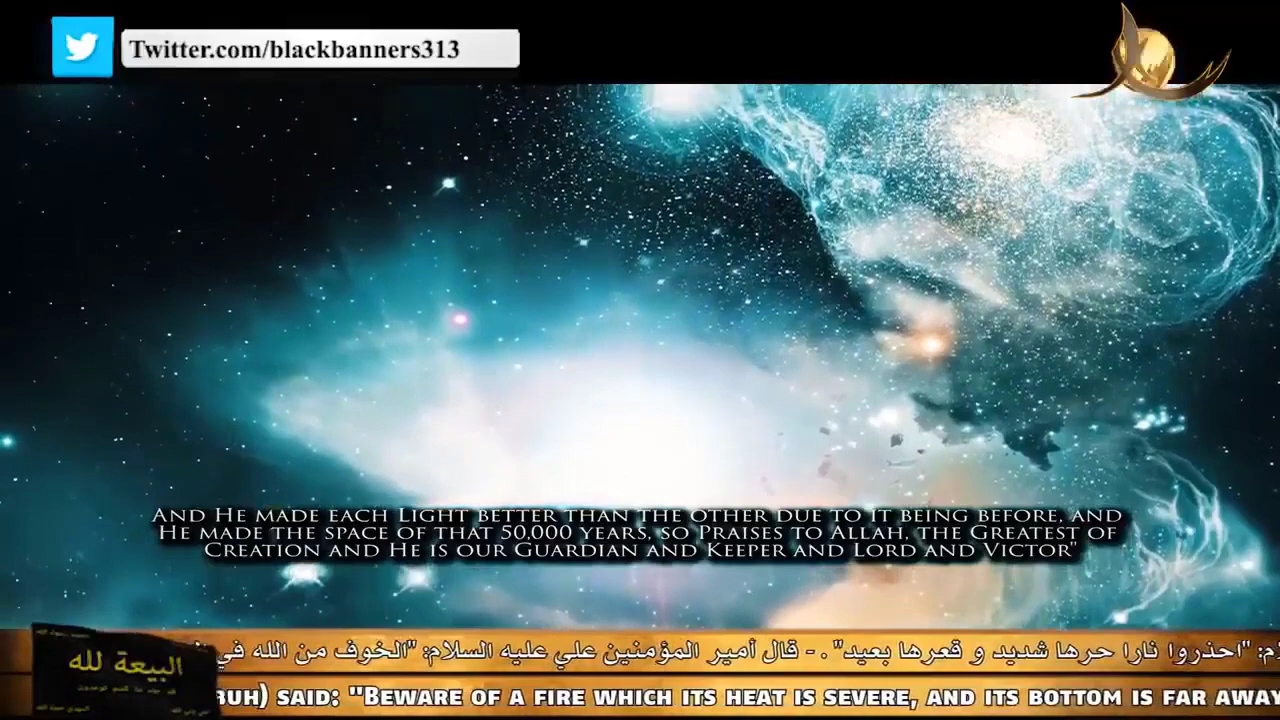 Twitter.com/blackbanners313
AND HE MADE EACH LIGHT BETTER THAN THE OTHER DUE TO IT BEING BEFORE, AND
HE MADE THE SPACE OF THAT 50,000 YEARS, SO PRAISES TO ALLAH, THE GREATEST OF
CREATION AND HE IS OUR GUARDIAN AND KEEPER AND LORD AND VICTOR"
البيعة لله
"احذروا نارا حرها شديد و قعرها بعيد" . - قال أمير المؤمنين علي عليه السلام: "الخوف من الله في
BUH) SAID: "BEWARE OF A FIRE WHICH ITS HEAT IS SEVERE, AND ITS BOTTOM IS FAR AWAY